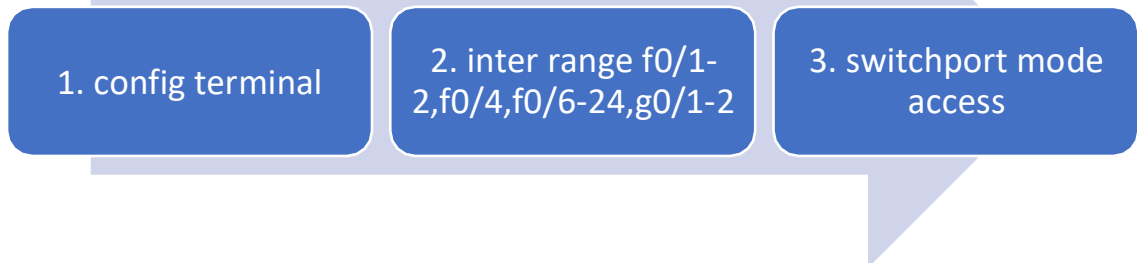 1. config terminal
2. inter range f0/1-
2,f0/4,f0/6-24,g0/1-2
3. switchport mode
access